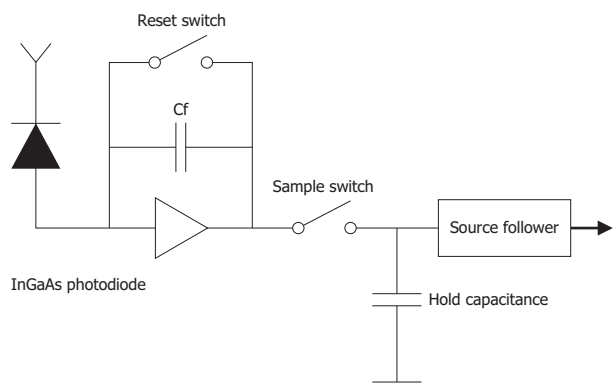 Reset switch
Cf
Sample switch
Source follower
InGaAs photodiode
Hold capacitance